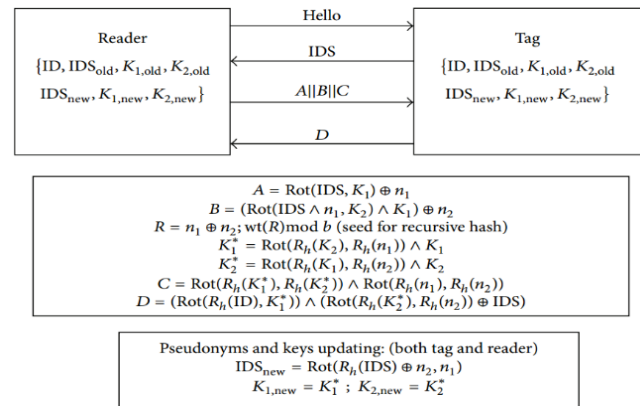 Hello
Reader
Tag
IDS
{ID, IDS_old, K_1,old, K_2,old
IDS_new, K_1,new, K_2,new}
{ID, IDS_old, K_1,old, K_2,old
IDS_new, K_1,new, K_2,new}
A||B||C
D
A = Rot(IDS, K_1) ⊕ n_1
B = (Rot(IDS ∧ n_1, K_2) ∧ K_1) ⊕ n_2
R = n_1 ⊕ n_2; wt(R)mod b (seed for recursive hash)
K_1^* = Rot(R_h(K_2), R_h(n_1)) ∧ K_1
K_2^* = Rot(R_h(K_1), R_h(n_2)) ∧ K_2
C = Rot(R_h(K_1^*), R_h(K_2^*)) ∧ Rot(R_h(n_1), R_h(n_2))
D = (Rot(R_h(ID), K_1^*)) ∧ (Rot(R_h(K_2^*), R_h(n_2)) ⊕ IDS)
Pseudonyms and keys updating: (both tag and reader)
IDS_new = Rot(R_h(IDS) ⊕ n_2, n_1)
K_1,new = K_1^* ; K_2,new = K_2^*